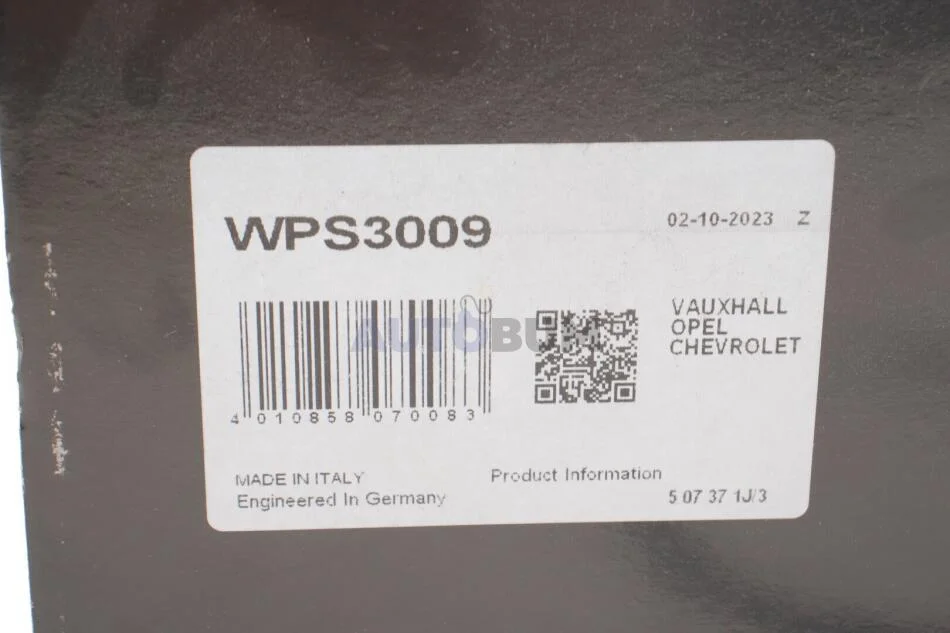 WPS3009
02-10-2023 Z
VAUXHALL
OPEL
CHEVROLET
AUTOBUM
4 010858 070083
MADE IN ITALY
Engineered In Germany
Product Information
5 07 37 1J/3